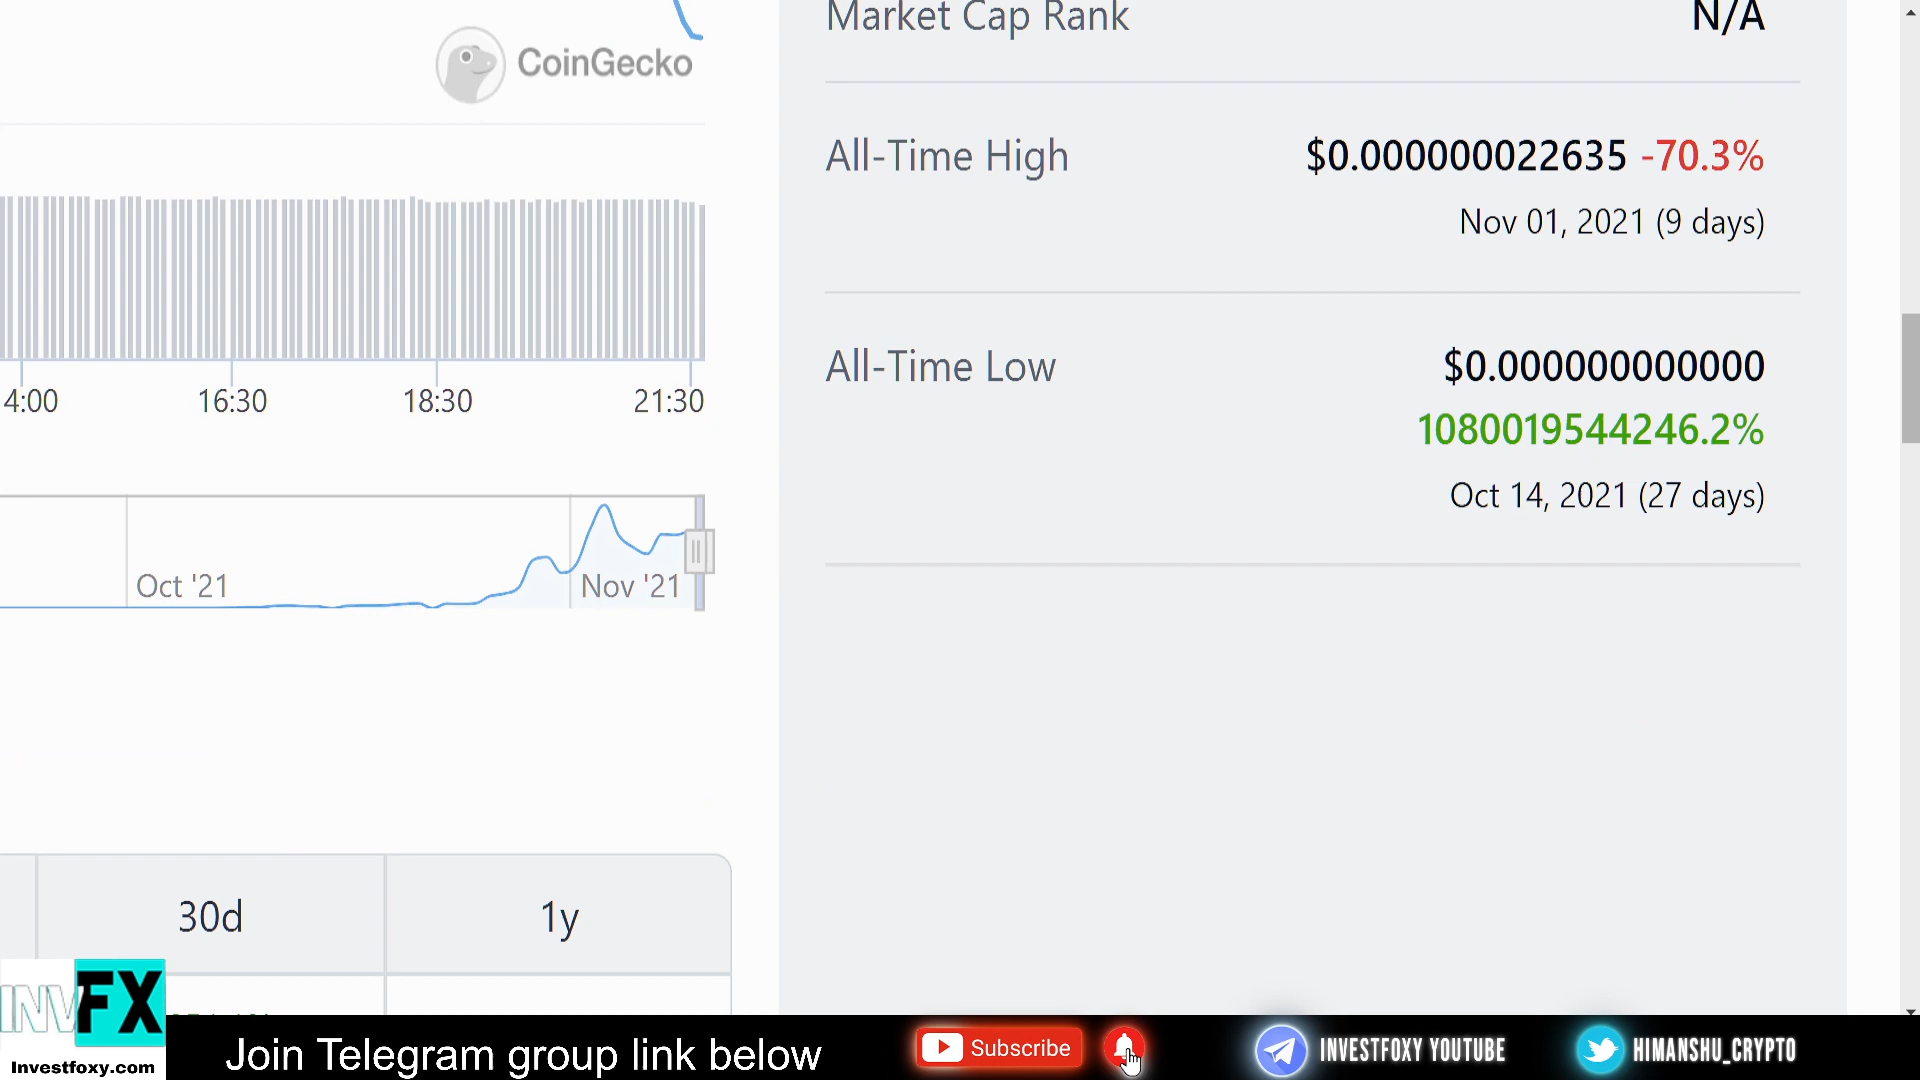 Market Cap Rank N/A
CoinGecko
All-Time High $0.000000022635 -70.3%
Nov 01, 2021 (9 days)
All-Time Low $0.000000000000
1080019544246.2%
Oct 14, 2021 (27 days)
4:00 16:30 18:30 21:30
Oct '21 Nov '21
30d 1y
INVFX
Investfoxy.com
Join Telegram group link below
Subscribe
INVESTFOXY YOUTUBE
HIMANSHU_CRYPTO